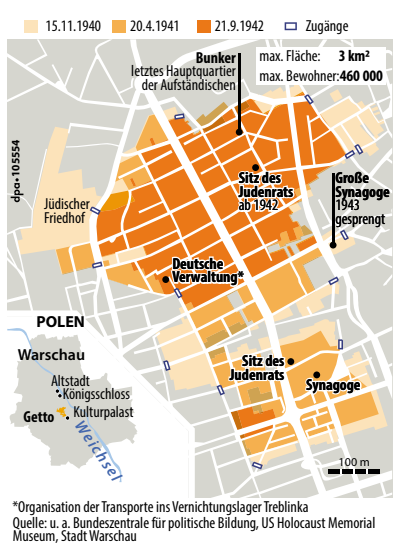 15.11.1940 20.4.1941 21.9.1942 Zugänge
Bunker
letztes Hauptquartier
der Aufständischen
max. Fläche: 3 km²
max. Bewohner: 460 000
dpa•105554
Jüdischer
Friedhof
Sitz des
Judenrats
ab 1942
Große
Synagoge
1943
gesprengt
Deutsche
Verwaltung*
POLEN
Warschau
Altstadt
Königsschloss
Getto
Kulturpalast
Weichsel
Sitz des
Judenrats
Synagoge
100 m
*Organisation der Transporte ins Vernichtungslager Treblinka
Quelle: u. a. Bundeszentrale für politische Bildung, US Holocaust Memorial
Museum, Stadt Warschau